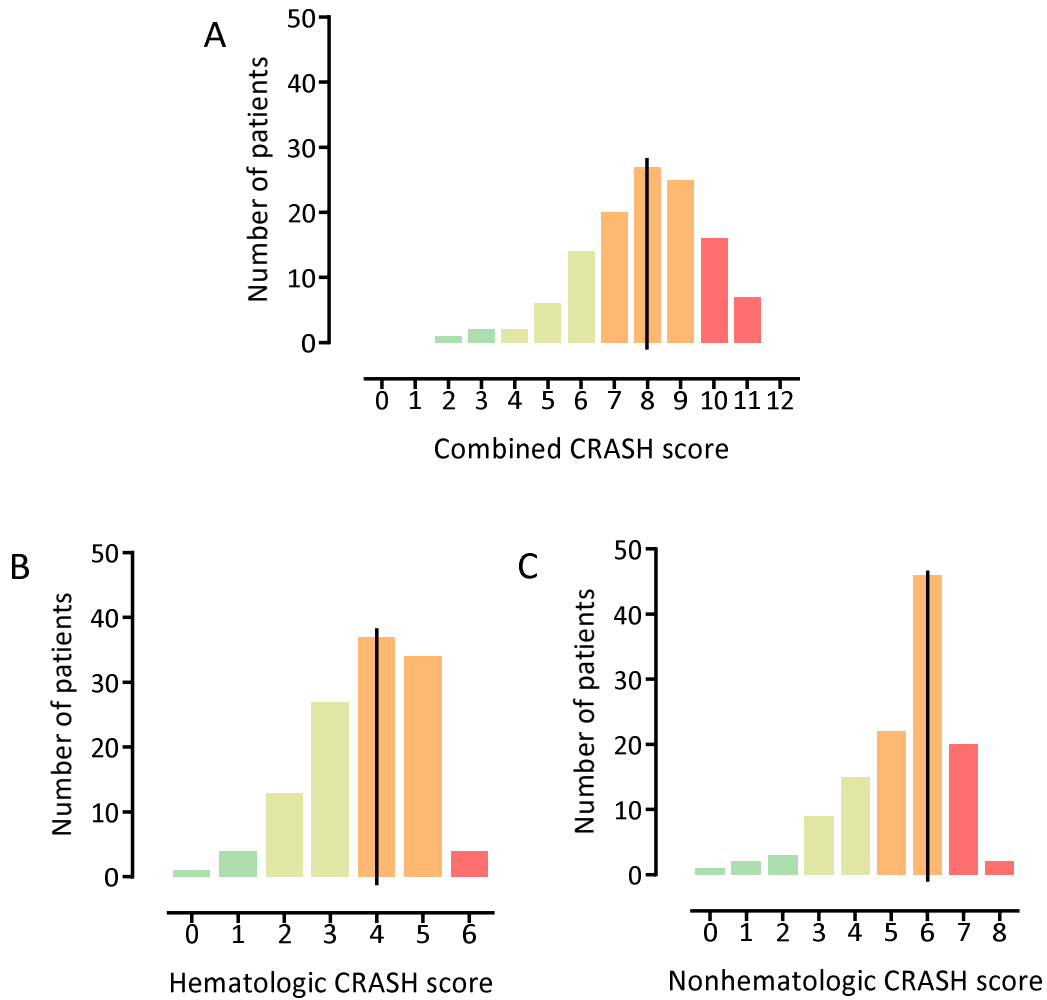 A
Number of patients
50
40
30
20
10
0
0 1 2 3 4 5 6 7 8 9 10 11 12
Combined CRASH score
B
Number of patients
50
40
30
20
10
0
0 1 2 3 4 5 6
Hematologic CRASH score
C
Number of patients
50
40
30
20
10
0
0 1 2 3 4 5 6 7 8
Nonhematologic CRASH score